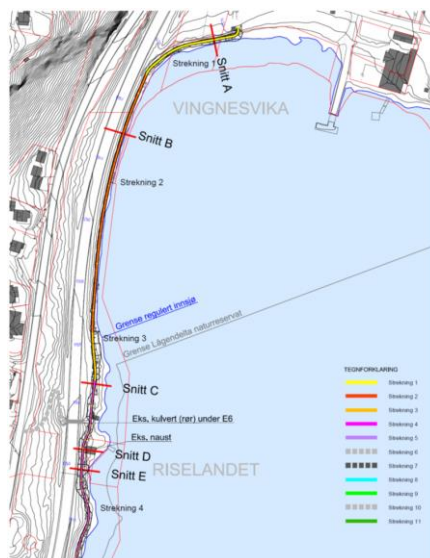 Strekning 1
Snitt A
VINGNESVIKA
Snitt B
Strekning 2
Grense regulert innsjø
Strekning 3
Grense Lågendelta naturreservat
Snitt C
Eks, kulvert (rør) under E6
Eks, naust
Snitt D
Snitt E
RISELANDET
Strekning 4
TEGNFORKLARING
Strekning 1
Strekning 2
Strekning 3
Strekning 4
Strekning 5
Strekning 6
Strekning 7
Strekning 8
Strekning 9
Strekning 10
Strekning 11